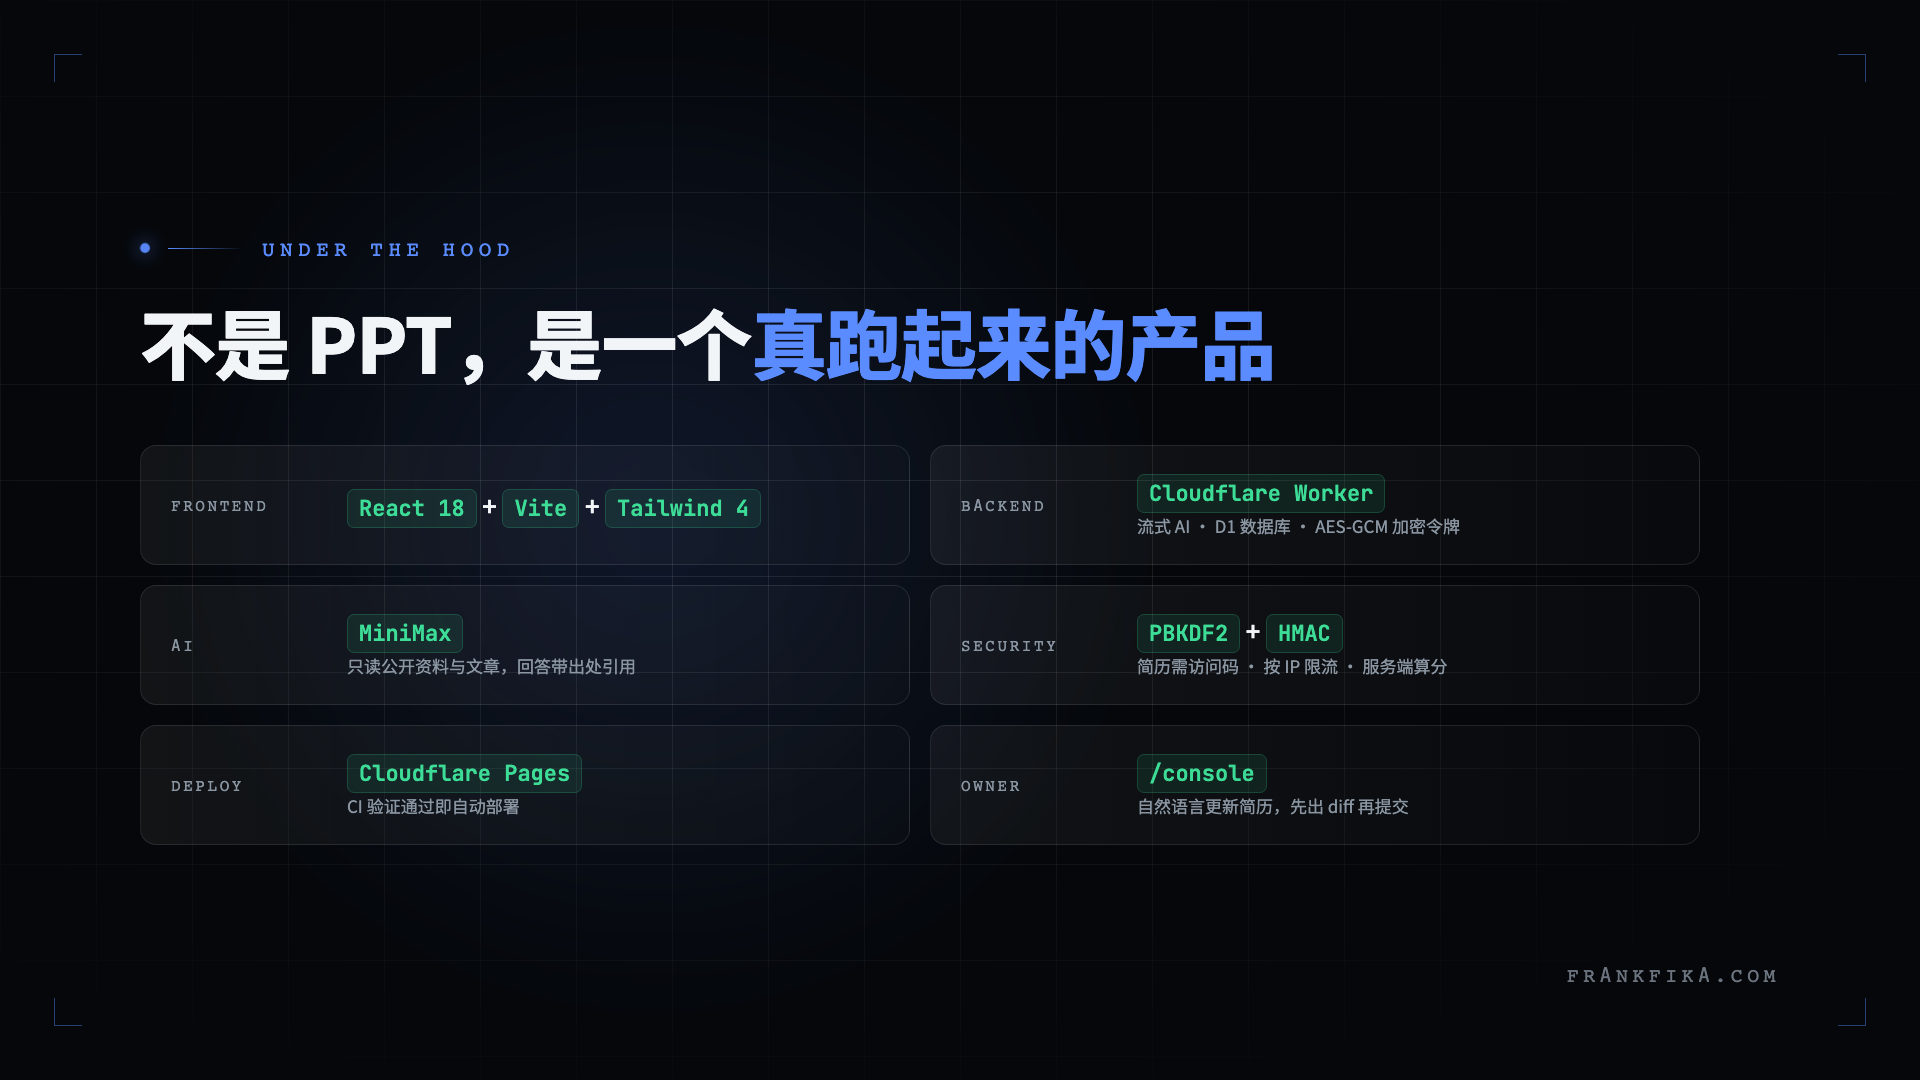 UNDER THE HOOD
不是 PPT，是一个真跑起来的产品
FRONTEND
React 18 + Vite + Tailwind 4
BACKEND
Cloudflare Worker
流式 AI · D1 数据库 · AES-GCM 加密令牌
AI
MiniMax
只读公开资料与文章，回答带出处引用
SECURITY
PBKDF2 + HMAC
简历需访问码 · 按 IP 限流 · 服务端算分
DEPLOY
Cloudflare Pages
CI 验证通过即自动部署
OWNER
/console
自然语言更新简历，先出 diff 再提交
FRANKFIKA.COM